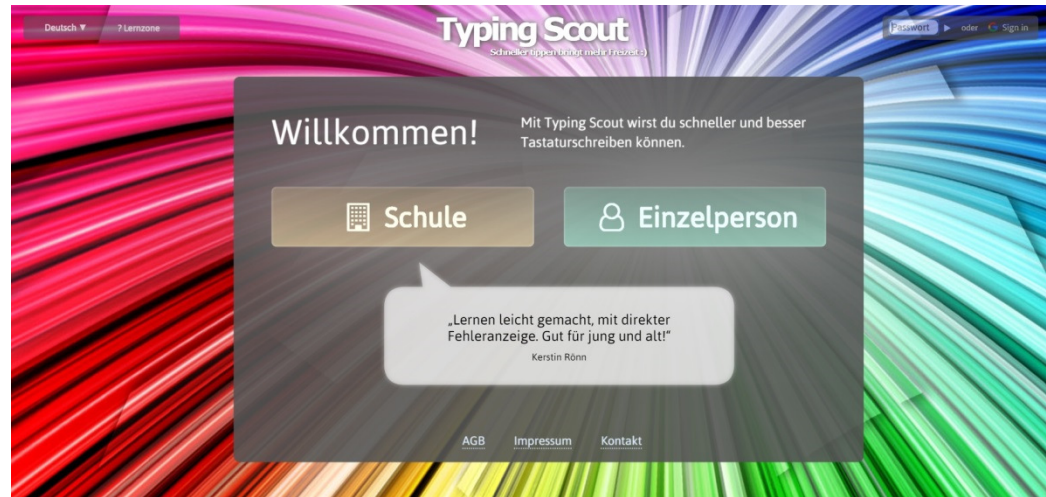 Deutsch ▼ ? Lernzone
Typing Scout
Schneller tippen bringt mehr Freizeit :)
Passwort ▶ oder G Sign in
Willkommen!
Mit Typing Scout wirst du schneller und besser
Tastaturschreiben können.
Schule
Einzelperson
„Lernen leicht gemacht, mit direkter
Fehleranzeige. Gut für jung und alt!“
Kerstin Rönn
AGB Impressum Kontakt